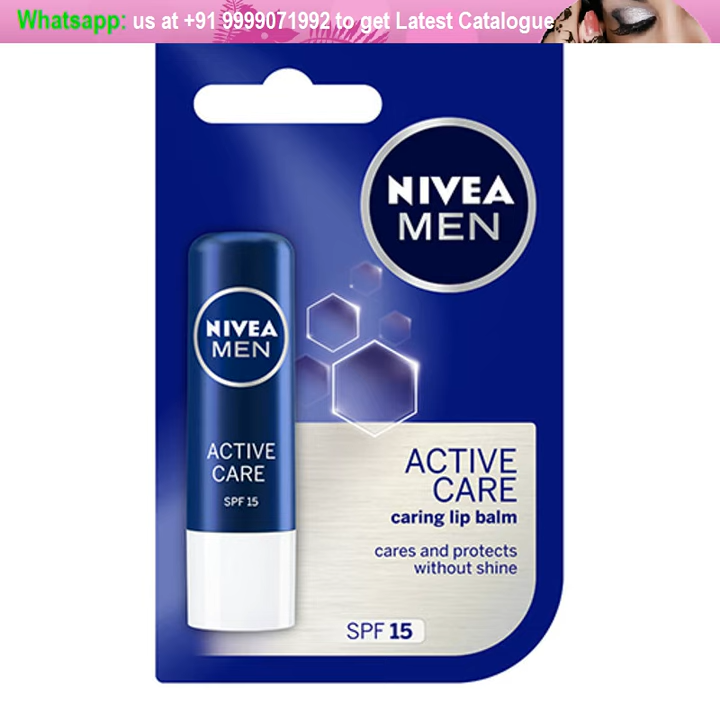 Whatsapp: us at +91 9999071992 to get Latest Catalogue
NIVEA
MEN
NIVEA
MEN
ACTIVE
CARE
SPF 15
ACTIVE
CARE
caring lip balm
cares and protects
without shine
SPF 15